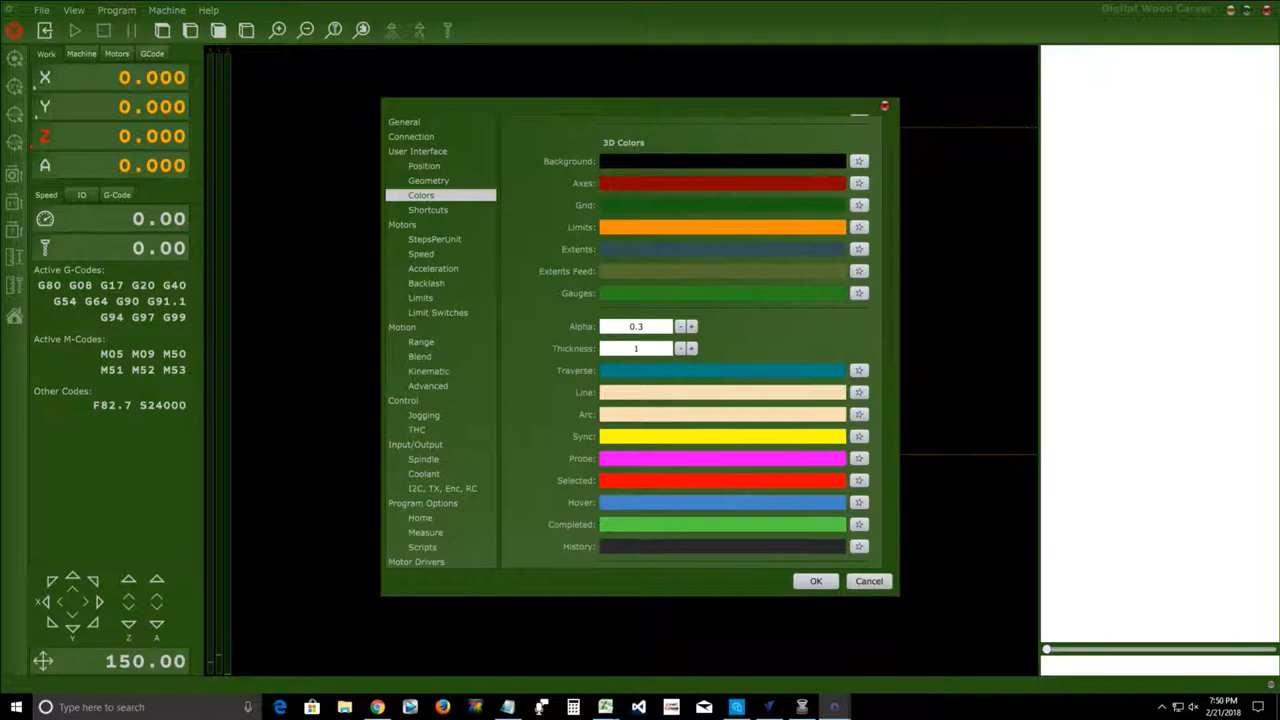 File View Program Machine Help
Digital Wood Carver
Work Machine Motors GCode
X 0.000
Y 0.000
Z 0.000
A 0.000
Speed IO G-Code
0.00
0.00
Active G-Codes:
G80 G08 G17 G20 G40
G54 G64 G90 G91.1
G94 G97 G99
Active M-Codes:
M05 M09 M50
M51 M52 M53
Other Codes:
F82.7 S24000
X
Y Z A
150.00
General
Connection
User Interface
Position
Geometry
Colors
Shortcuts
Motors
StepsPerUnit
Speed
Acceleration
Backlash
Limits
Limit Switches
Motion
Range
Blend
Kinematic
Advanced
Control
Jogging
THC
Input/Output
Spindle
Coolant
I2C, TX, Enc, RC
Program Options
Home
Measure
Scripts
Motor Drivers
3D Colors
Background:
Axes:
Grid:
Limits:
Extents:
Extents Feed:
Gauges:
Alpha: 0.3 - +
Thickness: 1 - +
Traverse:
Line:
Arc:
Sync:
Probe:
Selected:
Hover:
Completed:
History:
OK Cancel
Type here to search
7:50 PM
2/21/2018